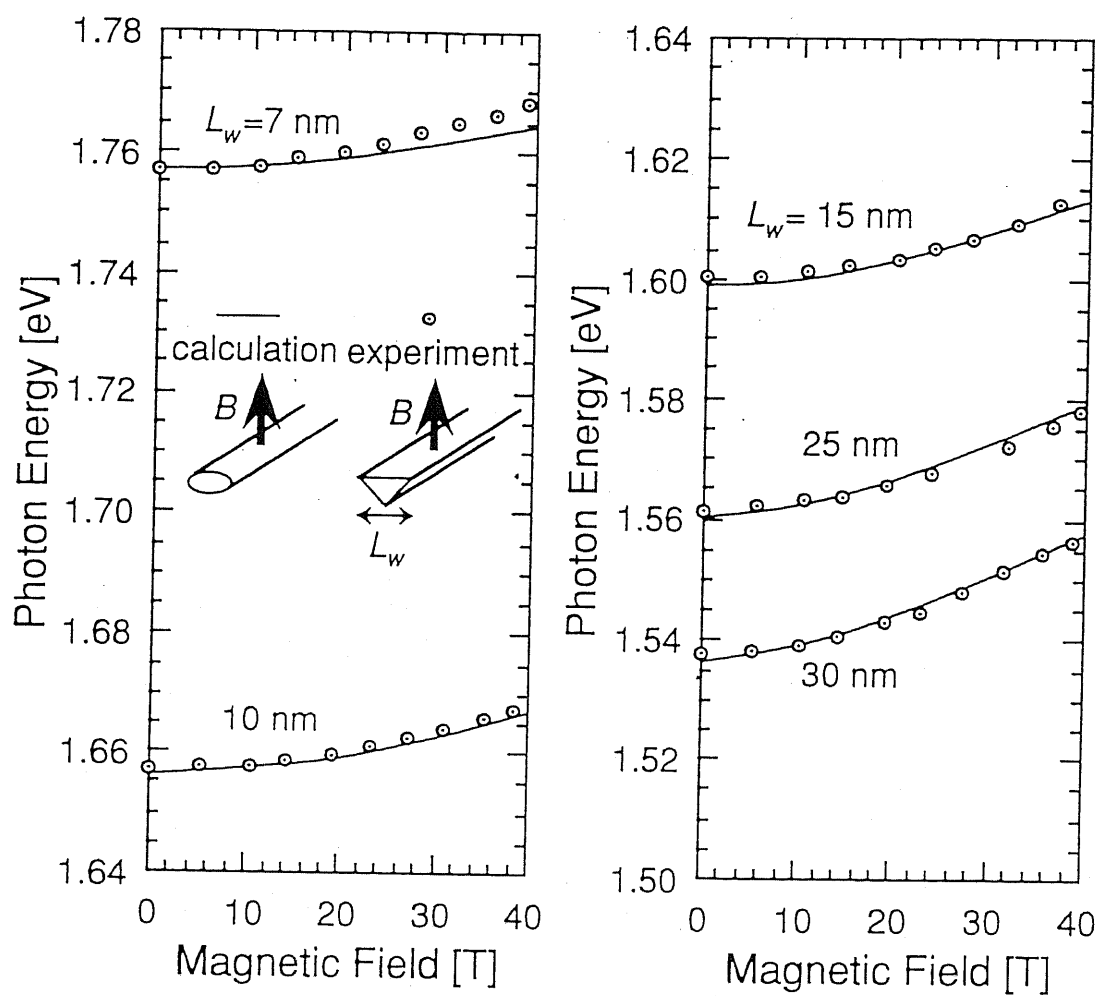 1.78
1.76
1.74
1.72
1.70
1.68
1.66
1.64
Photon Energy [eV]
L_w=7 nm
calculation experiment
B
B
L_w
10 nm
0 10 20 30 40
Magnetic Field [T]
1.64
1.62
1.60
1.58
1.56
1.54
1.52
1.50
Photon Energy [eV]
L_w= 15 nm
25 nm
30 nm
0 10 20 30 40
Magnetic Field [T]